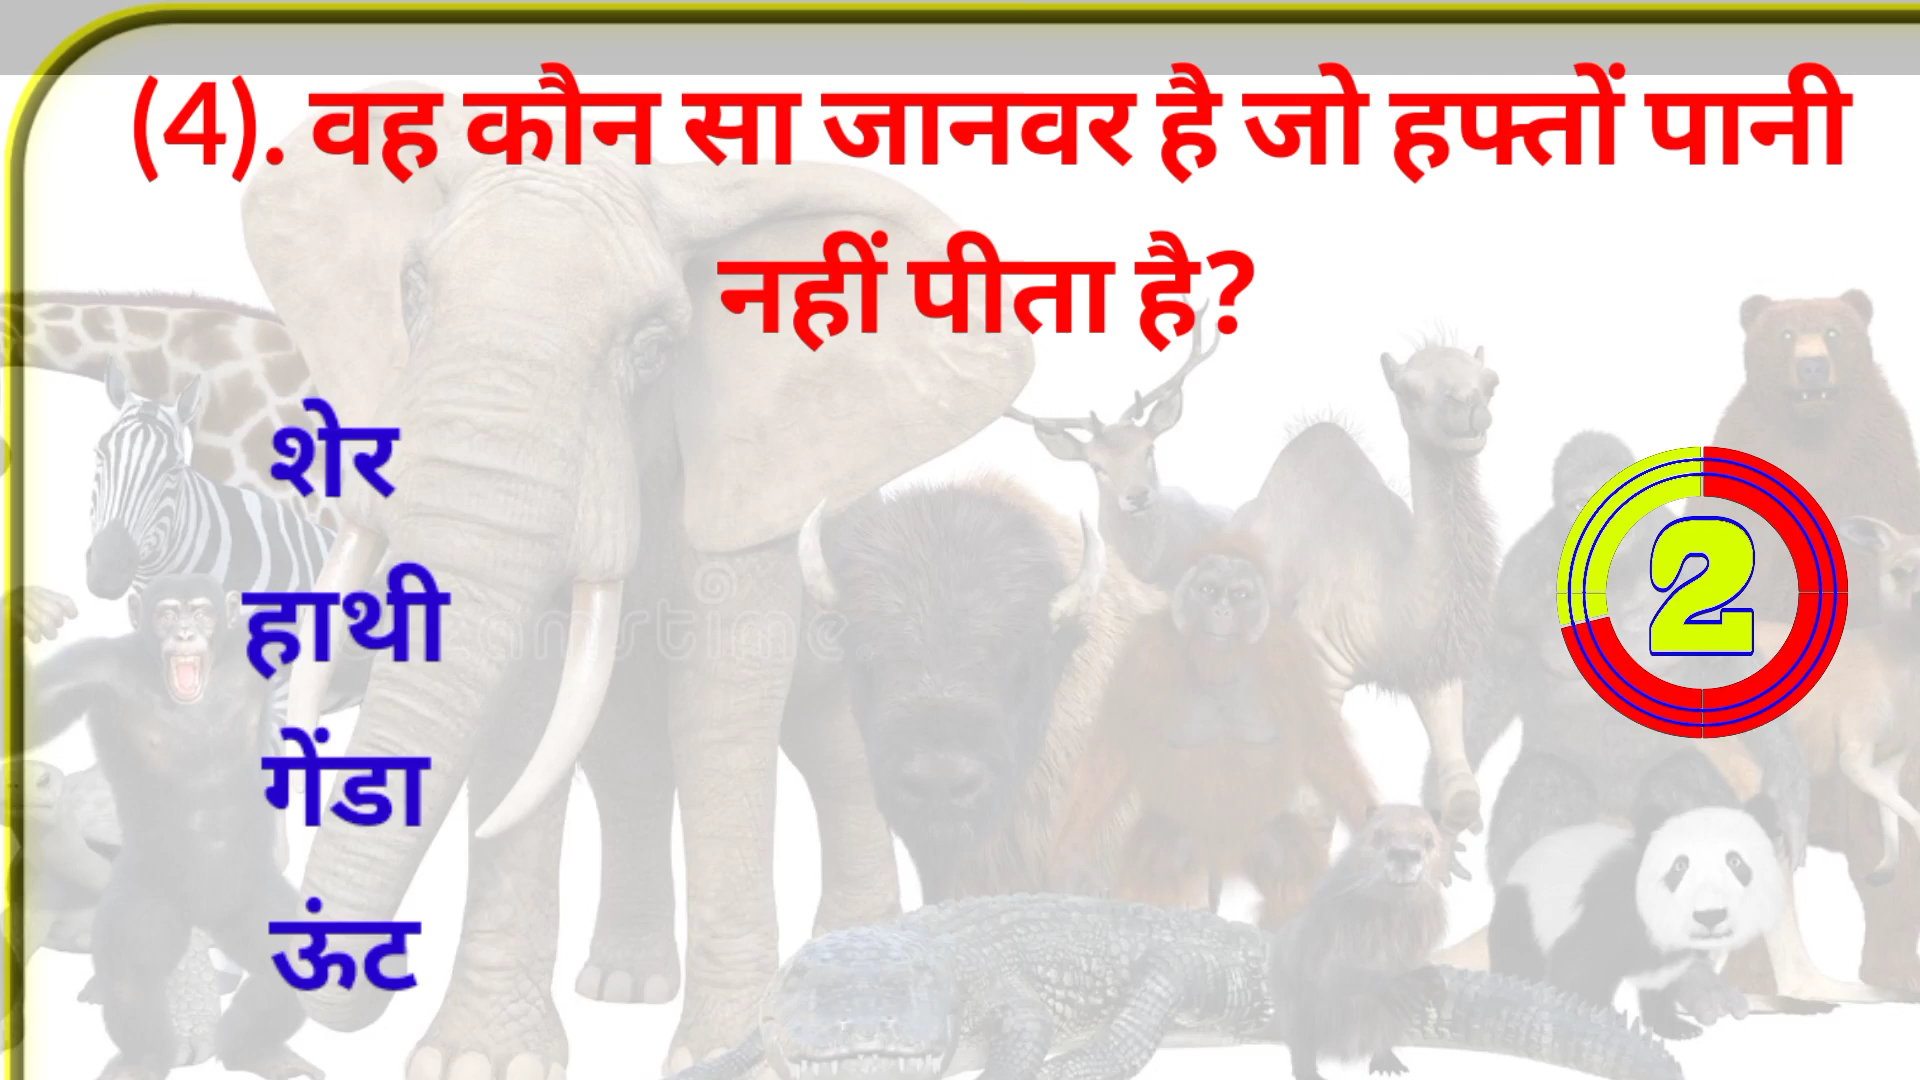 (4). वह कौन सा जानवर है जो हफ्तों पानी
नहीं पीता है?
शेर
हाथी
गेंडा
ऊंट
2